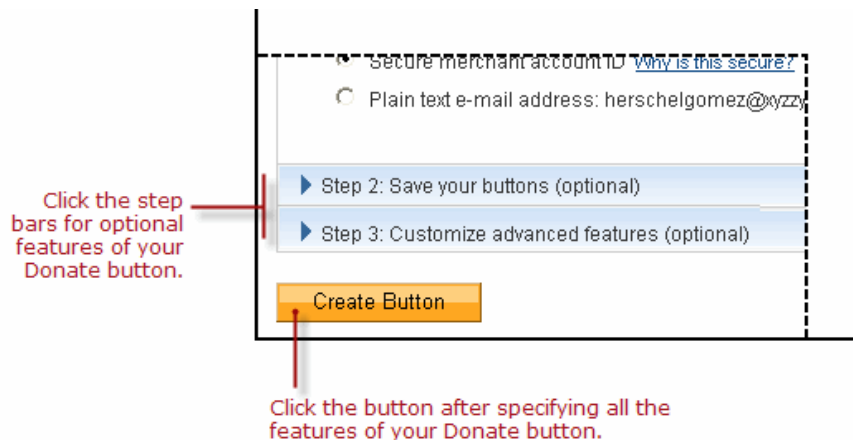 Secure merchant account ID Why is this secure?
Plain text e-mail address: herschelgomez@xyzzy
Step 2: Save your buttons (optional)
Step 3: Customize advanced features (optional)
Click the step
bars for optional
features of your
Donate button.
Create Button
Click the button after specifying all the
features of your Donate button.